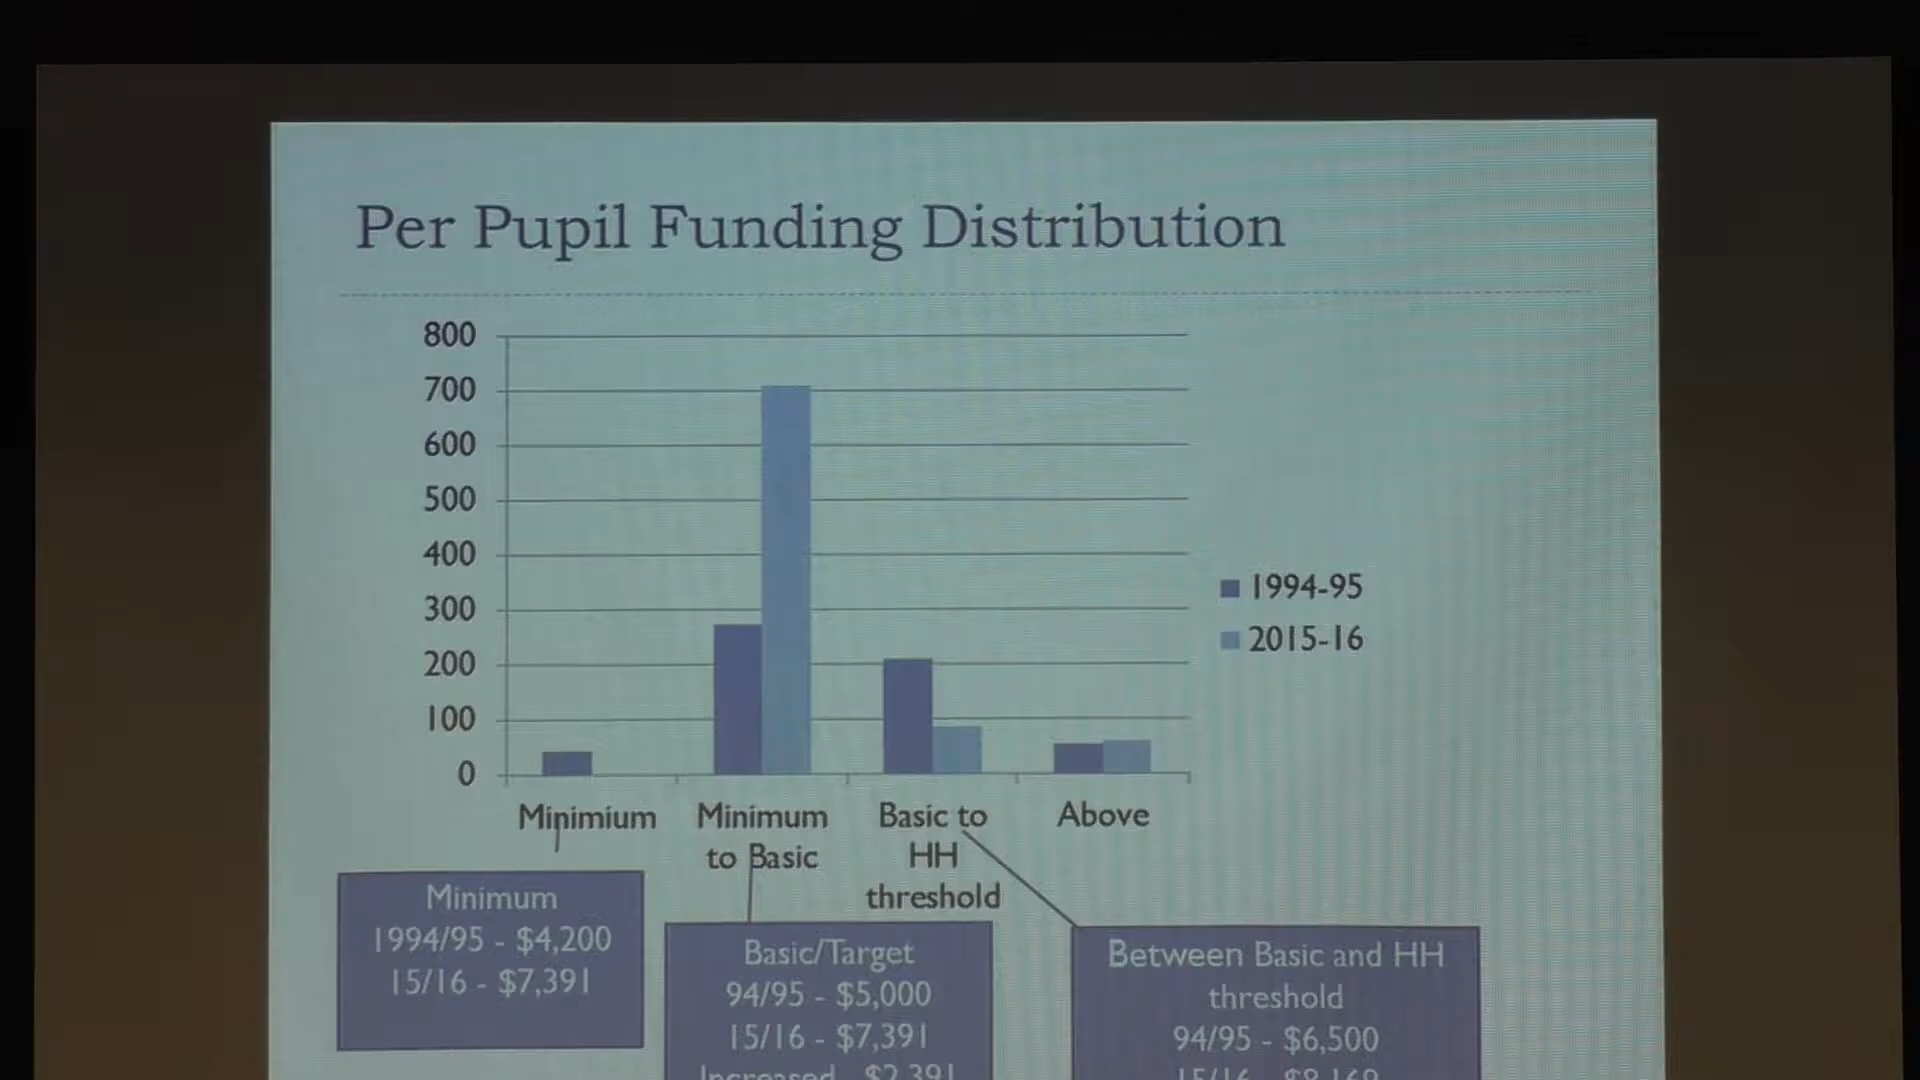 Per Pupil Funding Distribution
800
700
600
500
400
300
200
100
0
1994-95
2015-16
Minimium
Minimum
to Basic
Basic to
HH
threshold
Above
Minimum
1994/95 - $4,200
15/16 - $7,391
Basic/Target
94/95 - $5,000
15/16 - $7,391
Increased $2,391
Between Basic and HH
threshold
94/95 - $6,500
15/16 - $8,169